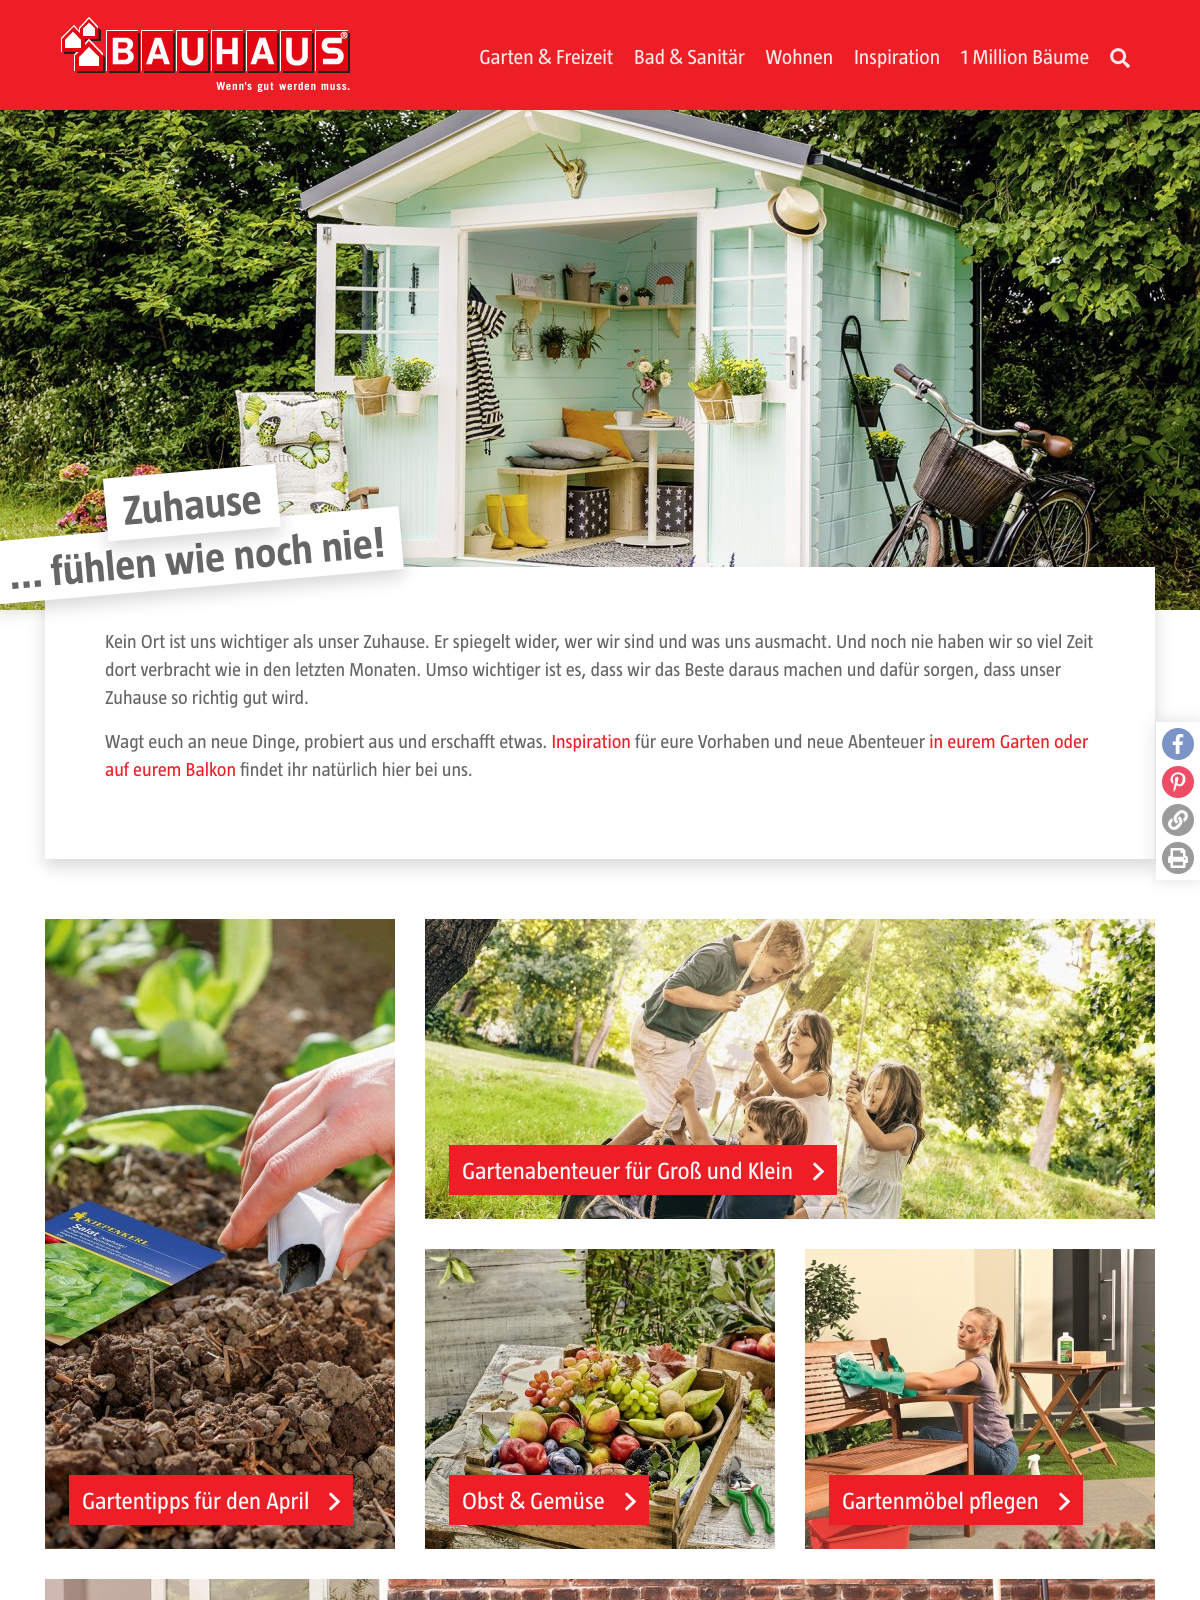 BAUHAUS®
Wenn's gut werden muss.
Garten & Freizeit
Bad & Sanitär
Wohnen
Inspiration
1 Million Bäume
Letter
Zuhause
... fühlen wie noch nie!
Kein Ort ist uns wichtiger als unser Zuhause. Er spiegelt wider, wer wir sind und was uns ausmacht. Und noch nie haben wir so viel Zeit
dort verbracht wie in den letzten Monaten. Umso wichtiger ist es, dass wir das Beste daraus machen und dafür sorgen, dass unser
Zuhause so richtig gut wird.
Wagt euch an neue Dinge, probiert aus und erschafft etwas. Inspiration für eure Vorhaben und neue Abenteuer in eurem Garten oder
auf eurem Balkon findet ihr natürlich hier bei uns.
KIEPENKERL
Salat
Gartenabenteuer für Groß und Klein
Gartentipps für den April
Obst & Gemüse
Gartenmöbel pflegen